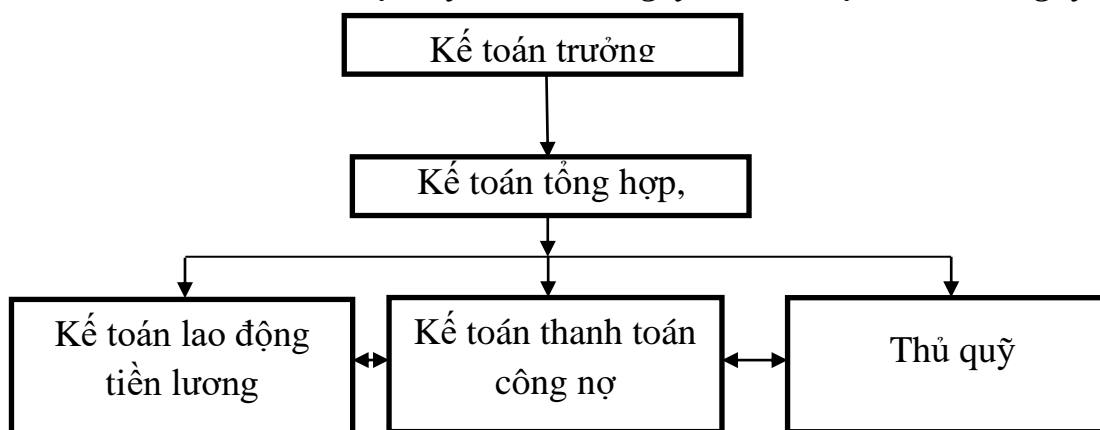 Kế toán trưởng
Kế toán tổng hợp,
Kế toán lao động
tiền lương
Kế toán thanh toán
công nợ
Thủ quỹ